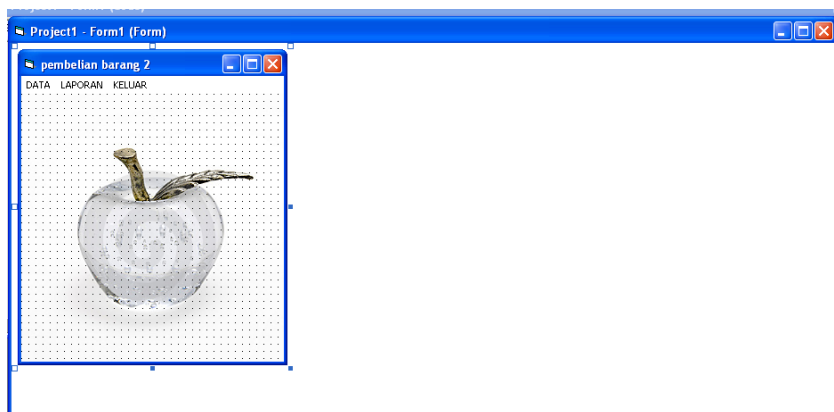 Project1 - Form1 (Form)
pembelian barang 2
DATA LAPORAN KELUAR